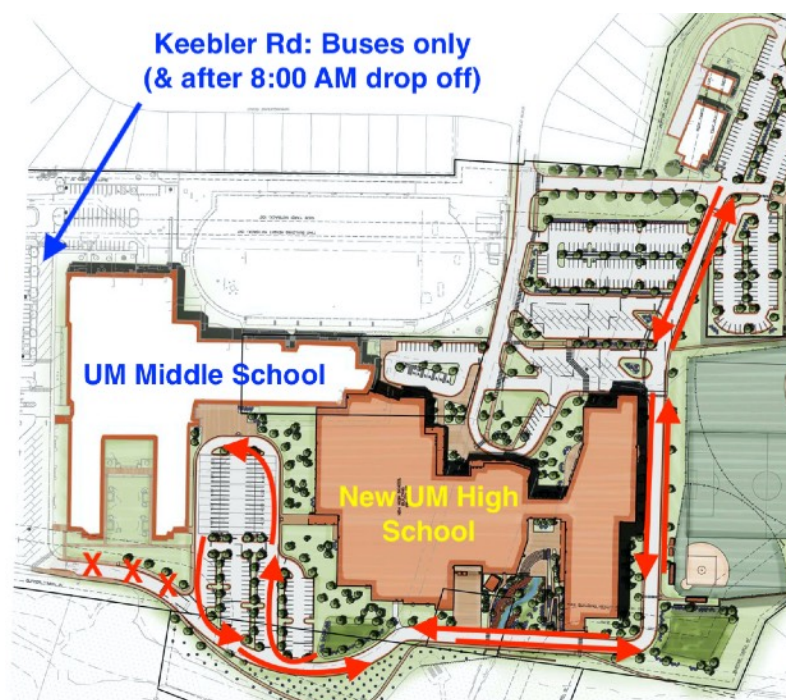 Keebler Rd: Buses only
(& after 8:00 AM drop off)
UM Middle School
New UM High
School
X X X